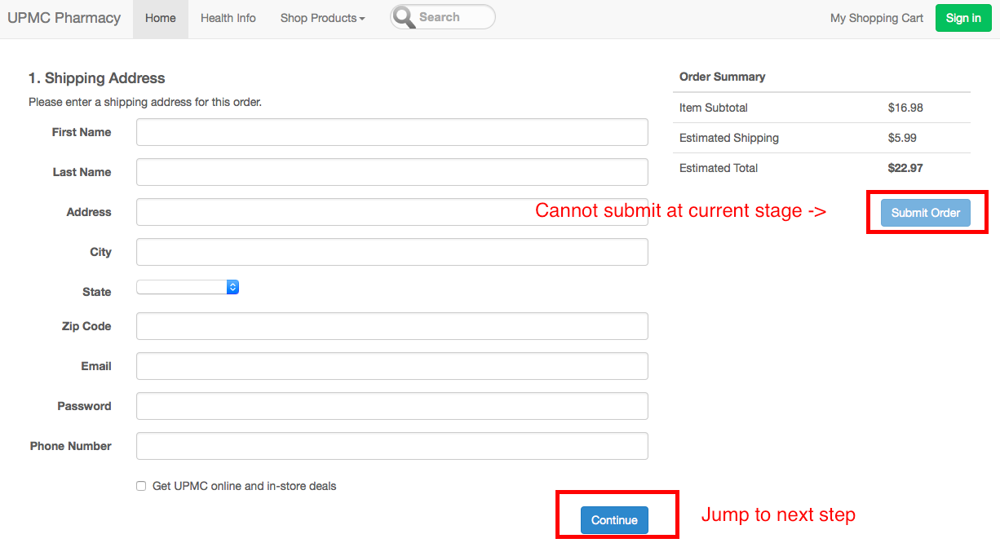 UPMC Pharmacy Home Health Info Shop Products Search My Shopping Cart Sign in
1. Shipping Address
Please enter a shipping address for this order.
First Name
Last Name
Address
City
State
Zip Code
Email
Password
Phone Number
Get UPMC online and in-store deals
Continue
Jump to next step
Order Summary
Item Subtotal $16.98
Estimated Shipping $5.99
Estimated Total $22.97
Cannot submit at current stage ->
Submit Order